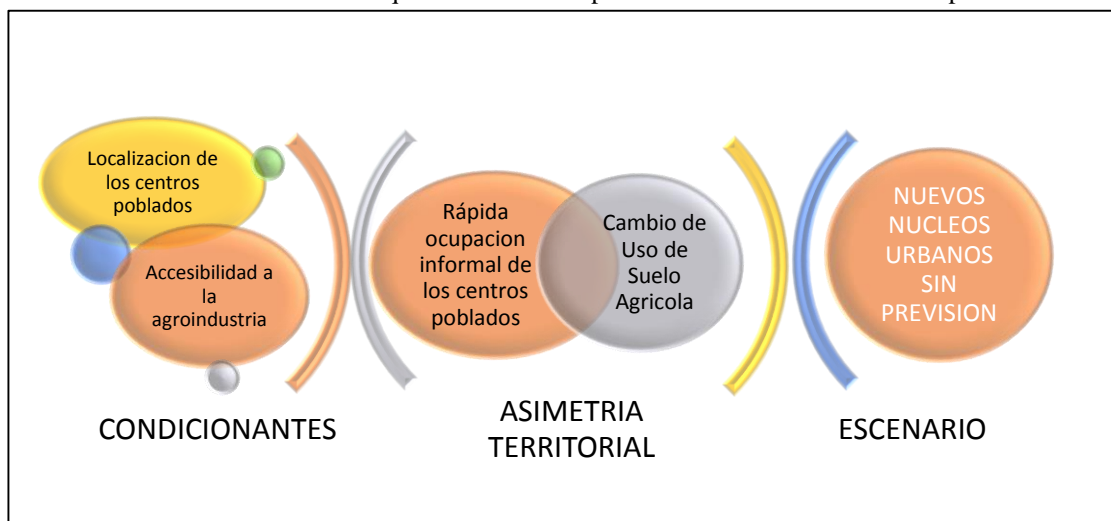 Localizacion de
los centros
poblados
Accesibilidad a
la
agroindustria
CONDICIONANTES
Rápida
ocupacion
informal de
los centros
poblados
Cambio de
Uso de
Suelo
Agricola
ASIMETRIA
TERRITORIAL
NUEVOS
NUCLEOS
URBANOS
SIN
PREVISION
ESCENARIO